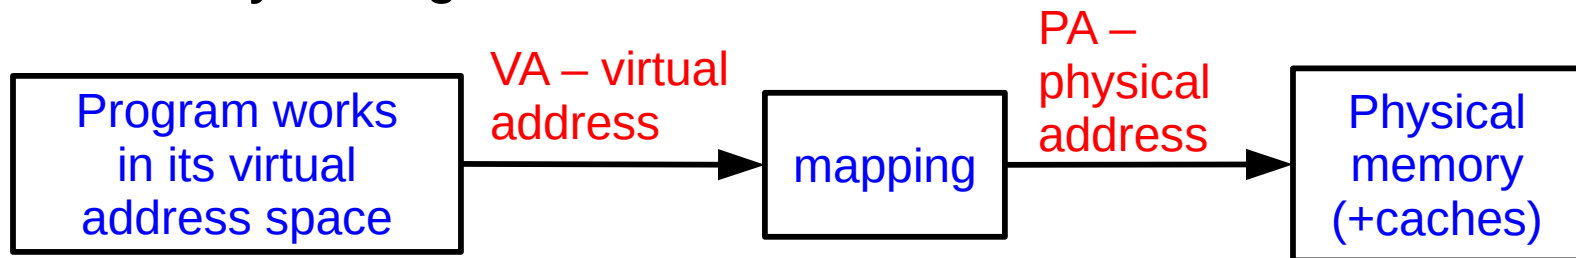 Program works
in its virtual
address space
VA – virtual
address
mapping
PA –
physical
address
Physical
memory
(+caches)